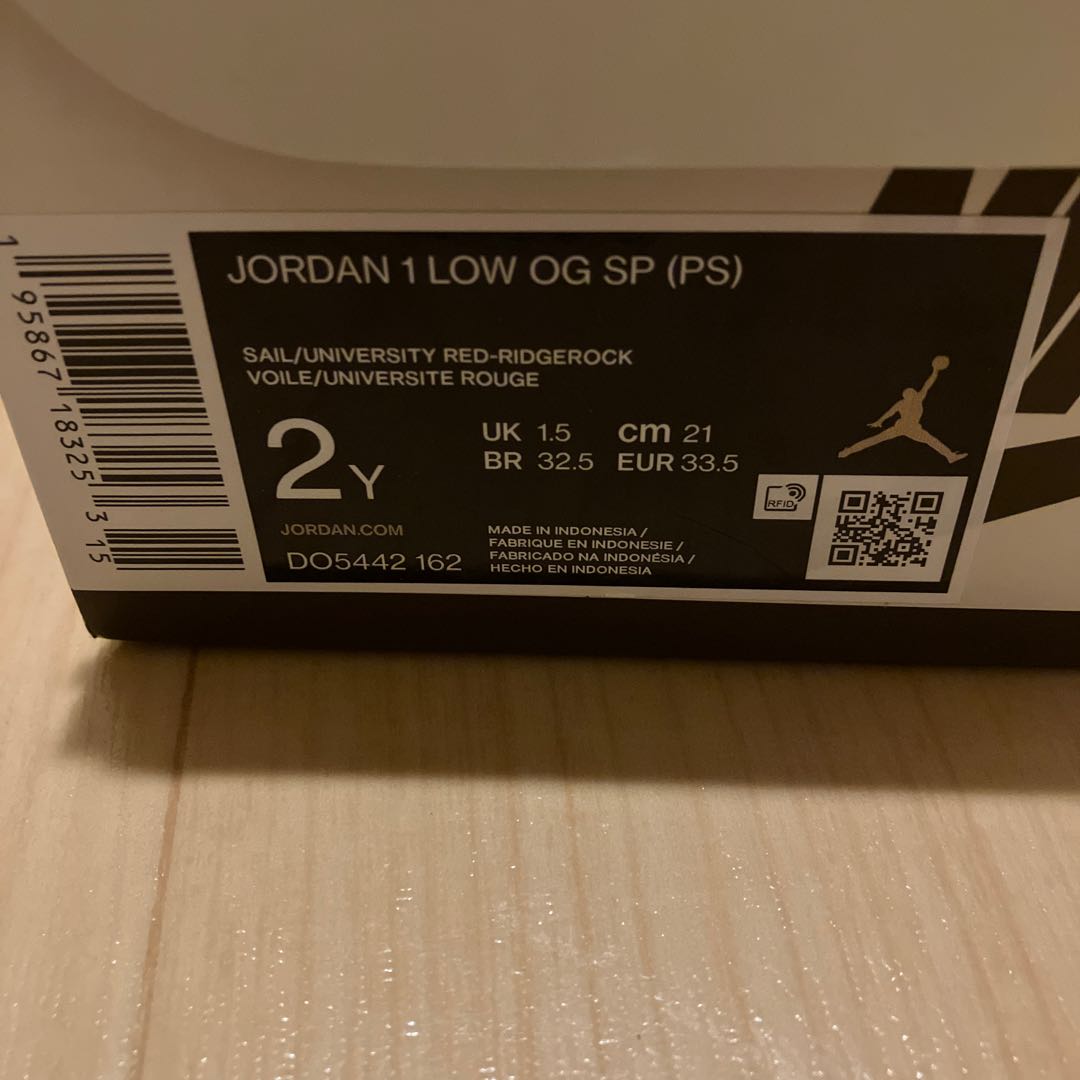 JORDAN 1 LOW OG SP (PS)
SAIL/UNIVERSITY RED-RIDGEROCK
VOILE/UNIVERSITE ROUGE
2Y
UK 1.5 cm 21
BR 32.5 EUR 33.5
RFID
JORDAN.COM
DO5442 162
MADE IN INDONESIA /
FABRIQUE EN INDONESIE /
FABRICADO NA INDONÉSIA /
HECHO EN INDONESIA
1 95867 18325 3 15